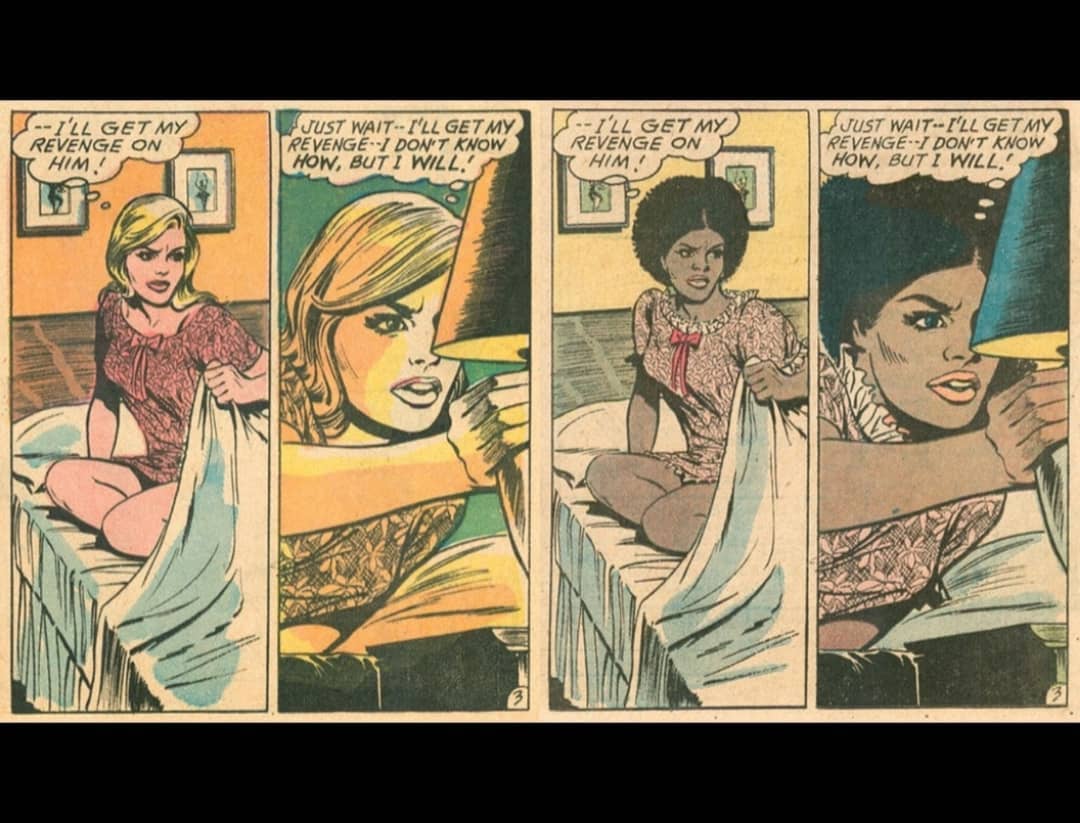 --I'LL GET MY
REVENGE ON
HIM!
JUST WAIT--I'LL GET MY
REVENGE--I DON'T KNOW
HOW, BUT I WILL!
3
--I'LL GET MY
REVENGE ON
HIM!
JUST WAIT--I'LL GET MY
REVENGE--I DON'T KNOW
HOW, BUT I WILL!
3